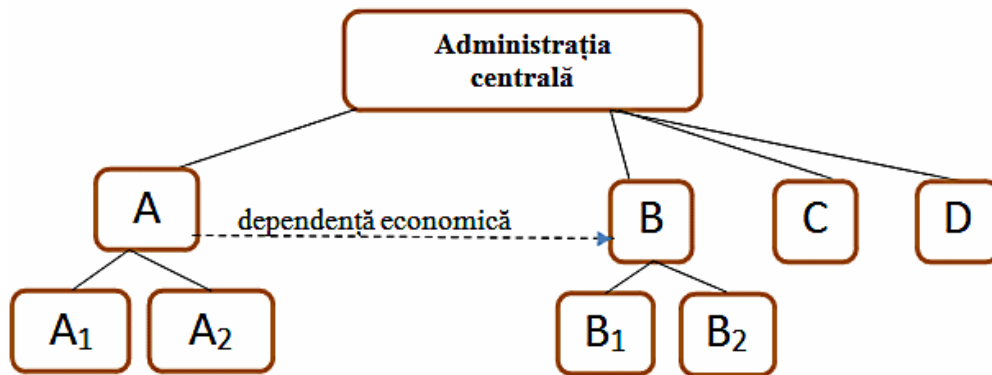 Administrația
centrală
A
dependență economică
B
C
D
A1
A2
B1
B2